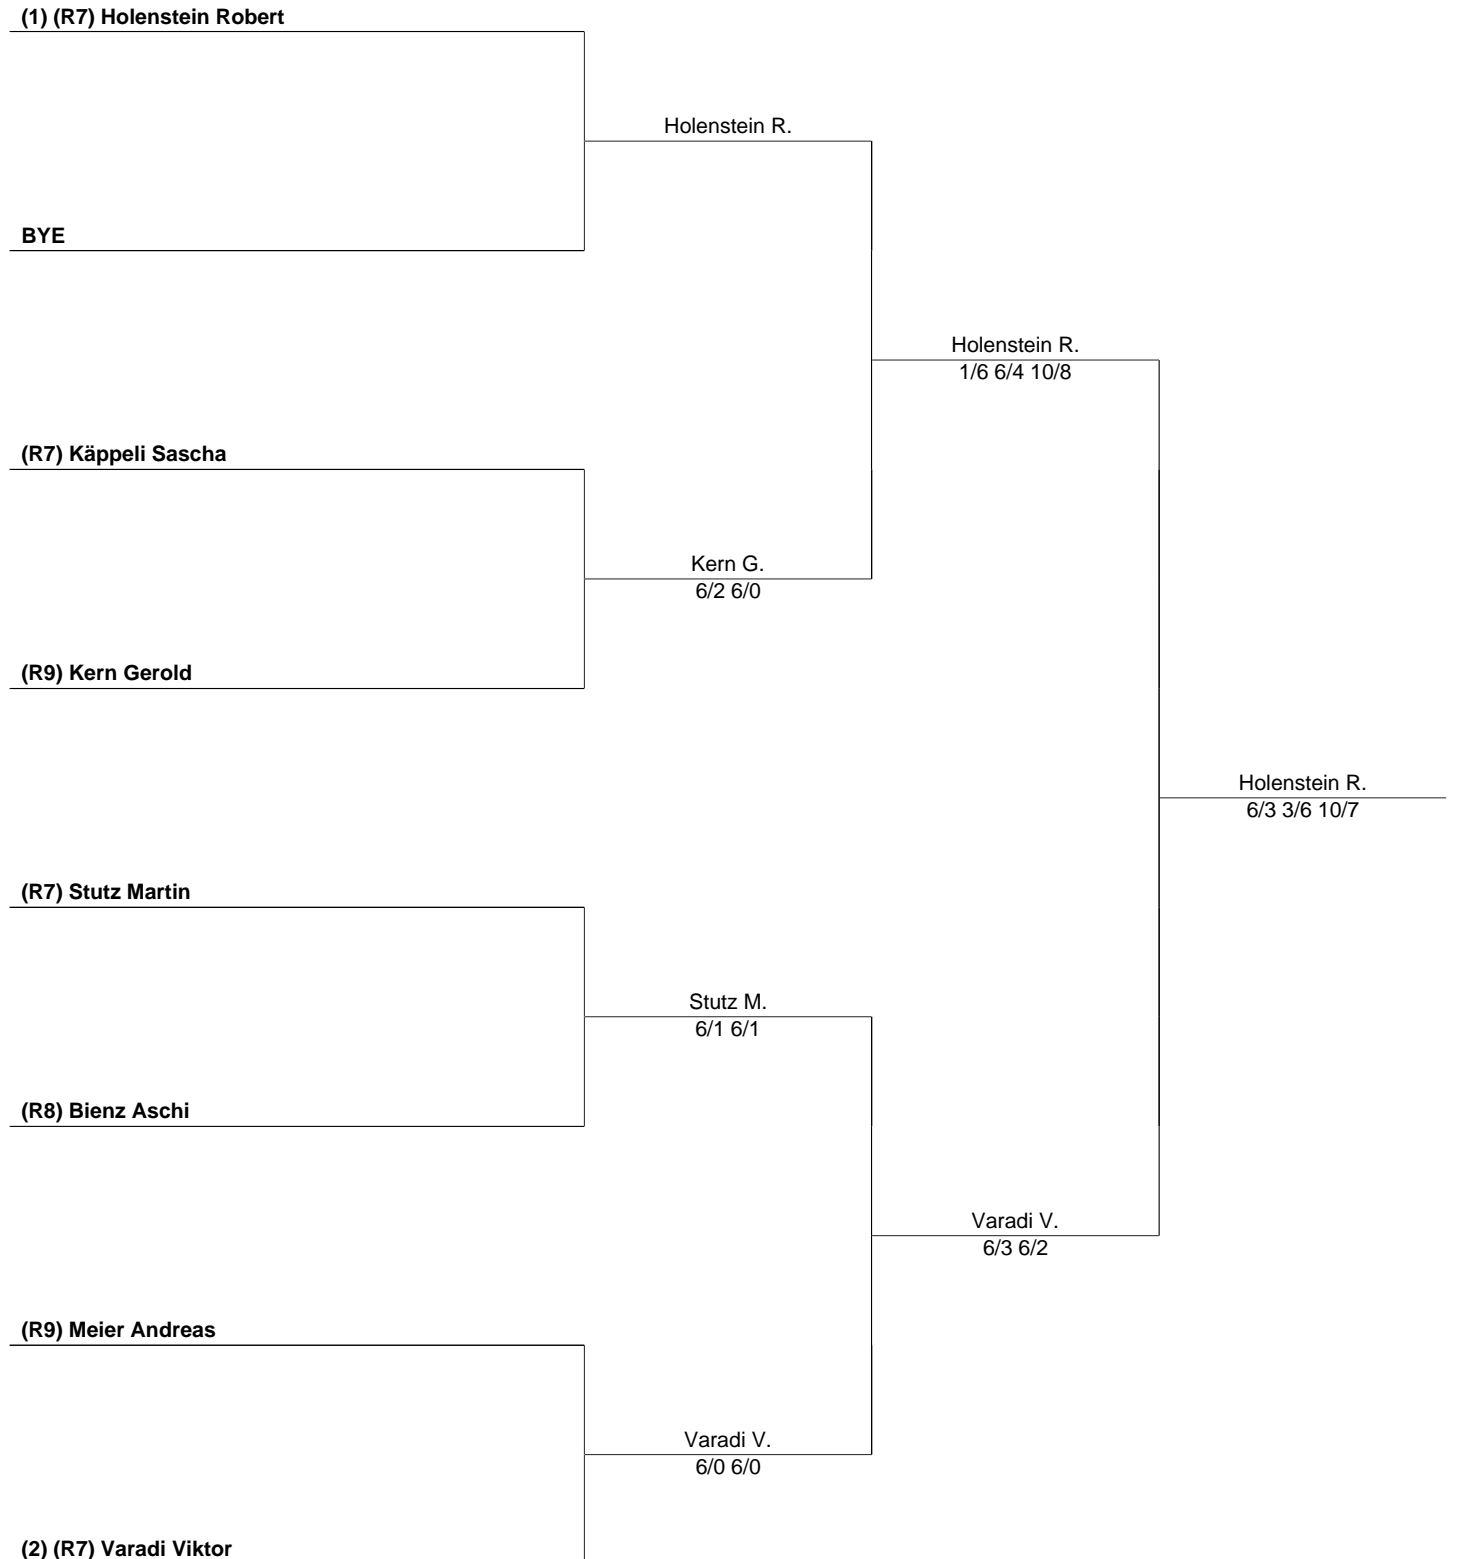 (1) (R7) Holenstein Robert
Holenstein R.
BYE
Holenstein R.
1/6 6/4 10/8
(R7) Käppeli Sascha
Kern G.
6/2 6/0
(R9) Kern Gerold
Holenstein R.
6/3 3/6 10/7
(R7) Stutz Martin
Stutz M.
6/1 6/1
(R8) Bienz Aschi
Varadi V.
6/3 6/2
(R9) Meier Andreas
Varadi V.
6/0 6/0
(2) (R7) Varadi Viktor